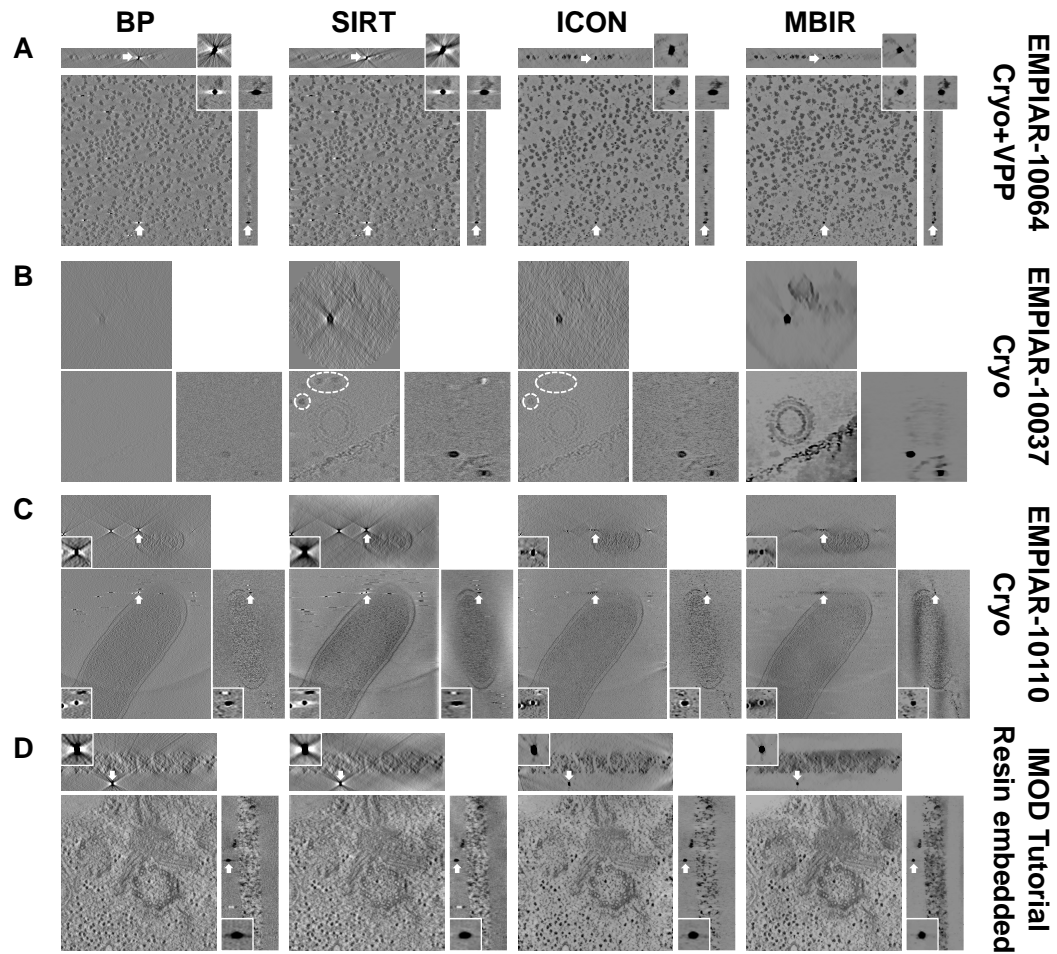 BP SIRT ICON MBIR
A
EMPIAR-10064
Cryo+VPP
B
EMPIAR-10037
Cryo
C
EMPIAR-10110
Cryo
D
IMOD Tutorial
Resin embedded